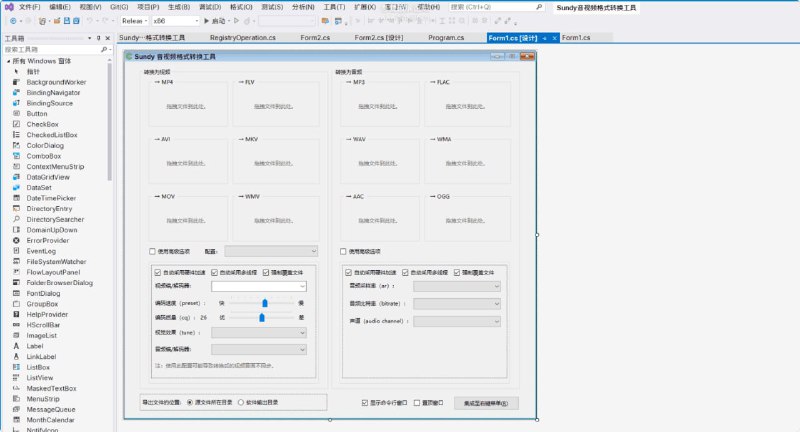 文件(F) 编辑(E) 视图(V) Git(G) 项目(P) 生成(B) 调试(D) 格式(O) 测试(S) 分析(N) 工具(T) 扩展(X) 窗口(W) 帮助(H) 搜索(Ctrl+Q) Sundy音视频格式转换工具
Releas x86 启动
工具箱 Sundy-···格式转换工具 RegistryOperation.cs Form2.cs Form2.cs [设计] Program.cs Form1.cs [设计] Form1.cs
搜索工具箱
所有 Windows 窗体
指针
BackgroundWorker
BindingNavigator
BindingSource
Button
CheckBox
CheckedListBox
ColorDialog
ComboBox
ContextMenuStrip
DataGridView
DataSet
DateTimePicker
DirectoryEntry
DirectorySearcher
DomainUpDown
ErrorProvider
EventLog
FileSystemWatcher
FlowLayoutPanel
FolderBrowserDialog
FontDialog
GroupBox
HelpProvider
HScrollBar
ImageList
Label
LinkLabel
ListBox
ListView
MaskedTextBox
MenuStrip
MessageQueue
MonthCalendar
NotifyIcon
Sundy 音视频格式转换工具
转换为视频 转换为音频
→ MP4 → FLV → MP3 → FLAC
拖拽文件到此处。 拖拽文件到此处。 拖拽文件到此处。 拖拽文件到此处。
→ AVI → MKV → WAV → WMA
拖拽文件到此处。 拖拽文件到此处。 拖拽文件到此处。 拖拽文件到此处。
→ MOV → WMV → AAC → OGG
拖拽文件到此处。 拖拽文件到此处。 拖拽文件到此处。 拖拽文件到此处。
使用高级选项 配置： 使用高级选项
自动采用硬件加速 自动采用多线程 强制覆盖文件 自动采用硬件加速 自动采用多线程 强制覆盖文件
视频编/解码器： 音频采样率（ar）：
编码速度（preset）： 快 慢 音频比特率（bitrate）：
编码质量（cq）：26 优 差 声道（audio channel）：
视觉效果（tune）：
音频编/解码器：
注：使用此配置可能导致转换后的视频音画不同步。
导出文件的位置： 源文件所在目录 软件输出目录 显示命令行窗口 置顶窗口 集成至右键菜单(R)